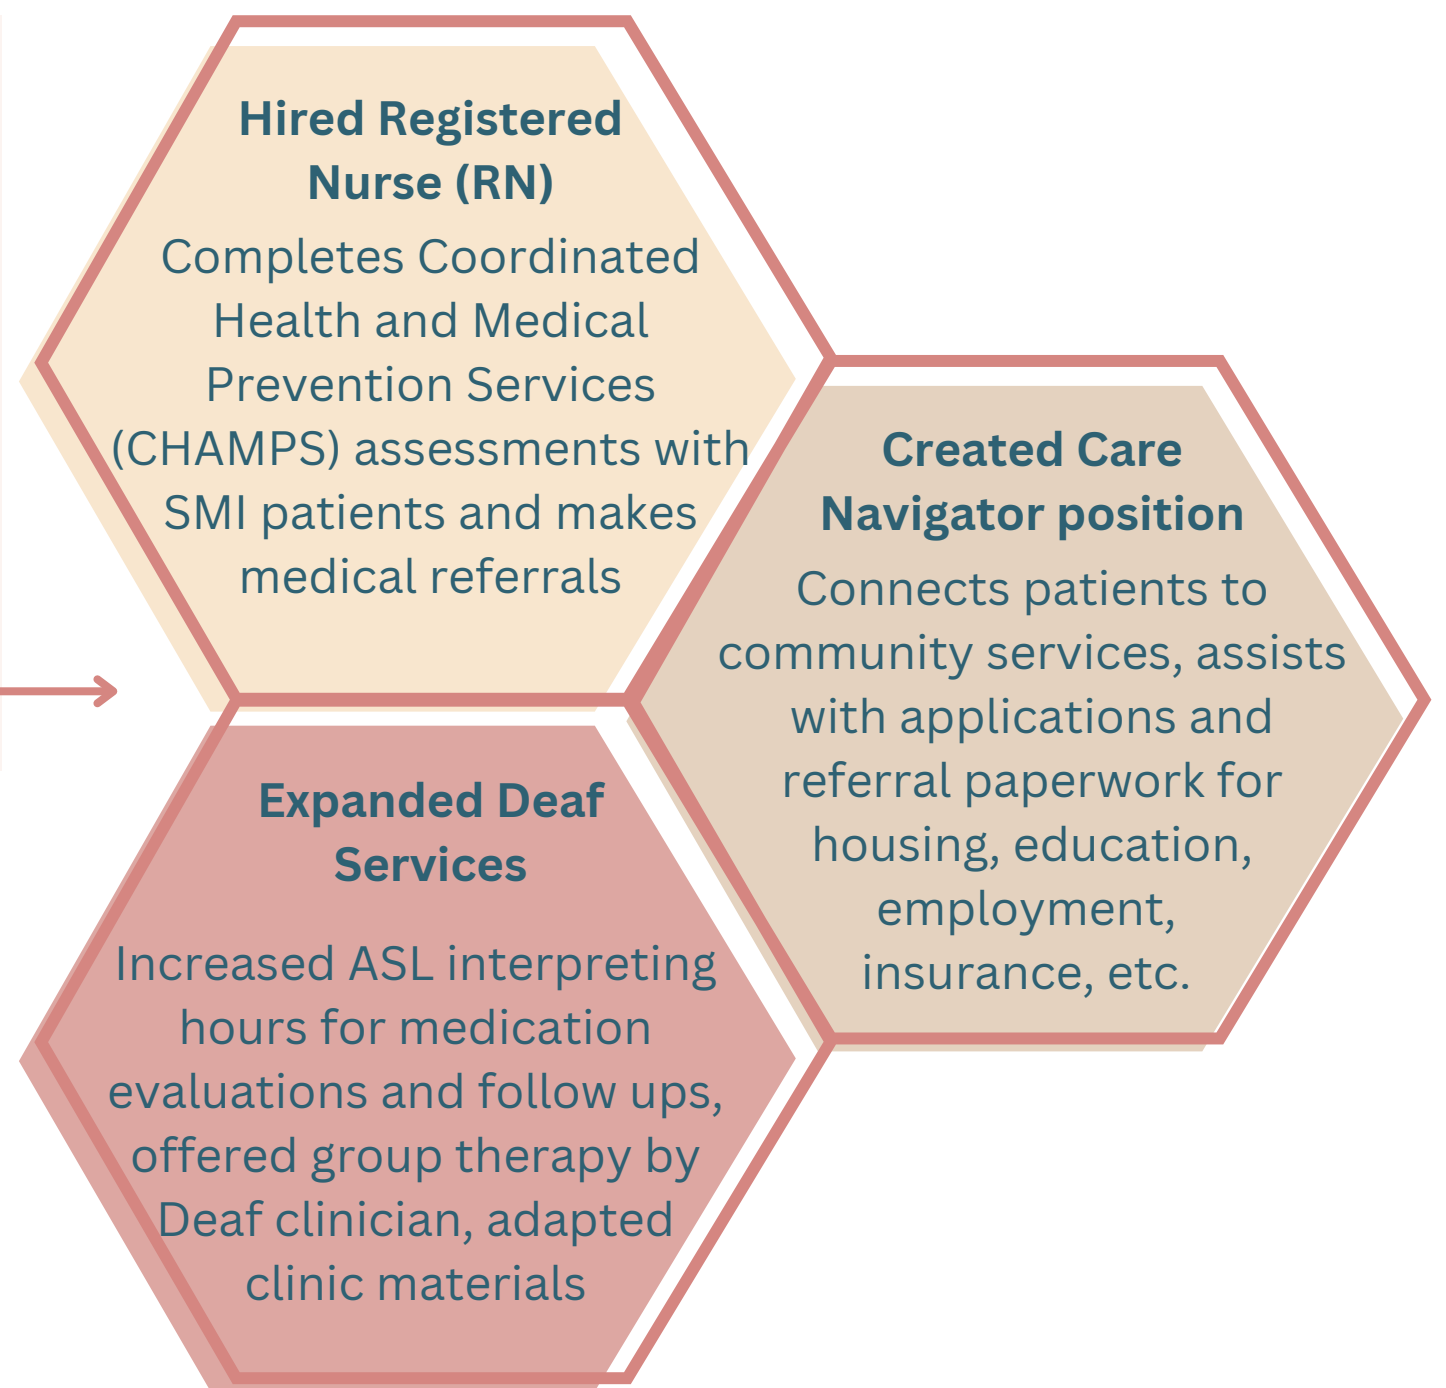 Hired Registered
Nurse (RN)
Completes Coordinated
Health and Medical
Prevention Services
(CHAMPS) assessments with
SMI patients and makes
medical referrals
Created Care
Navigator position
Connects patients to
community services, assists
with applications and
referral paperwork for
housing, education,
employment,
insurance, etc.
Expanded Deaf
Services
Increased ASL interpreting
hours for medication
evaluations and follow ups,
offered group therapy by
Deaf clinician, adapted
clinic materials